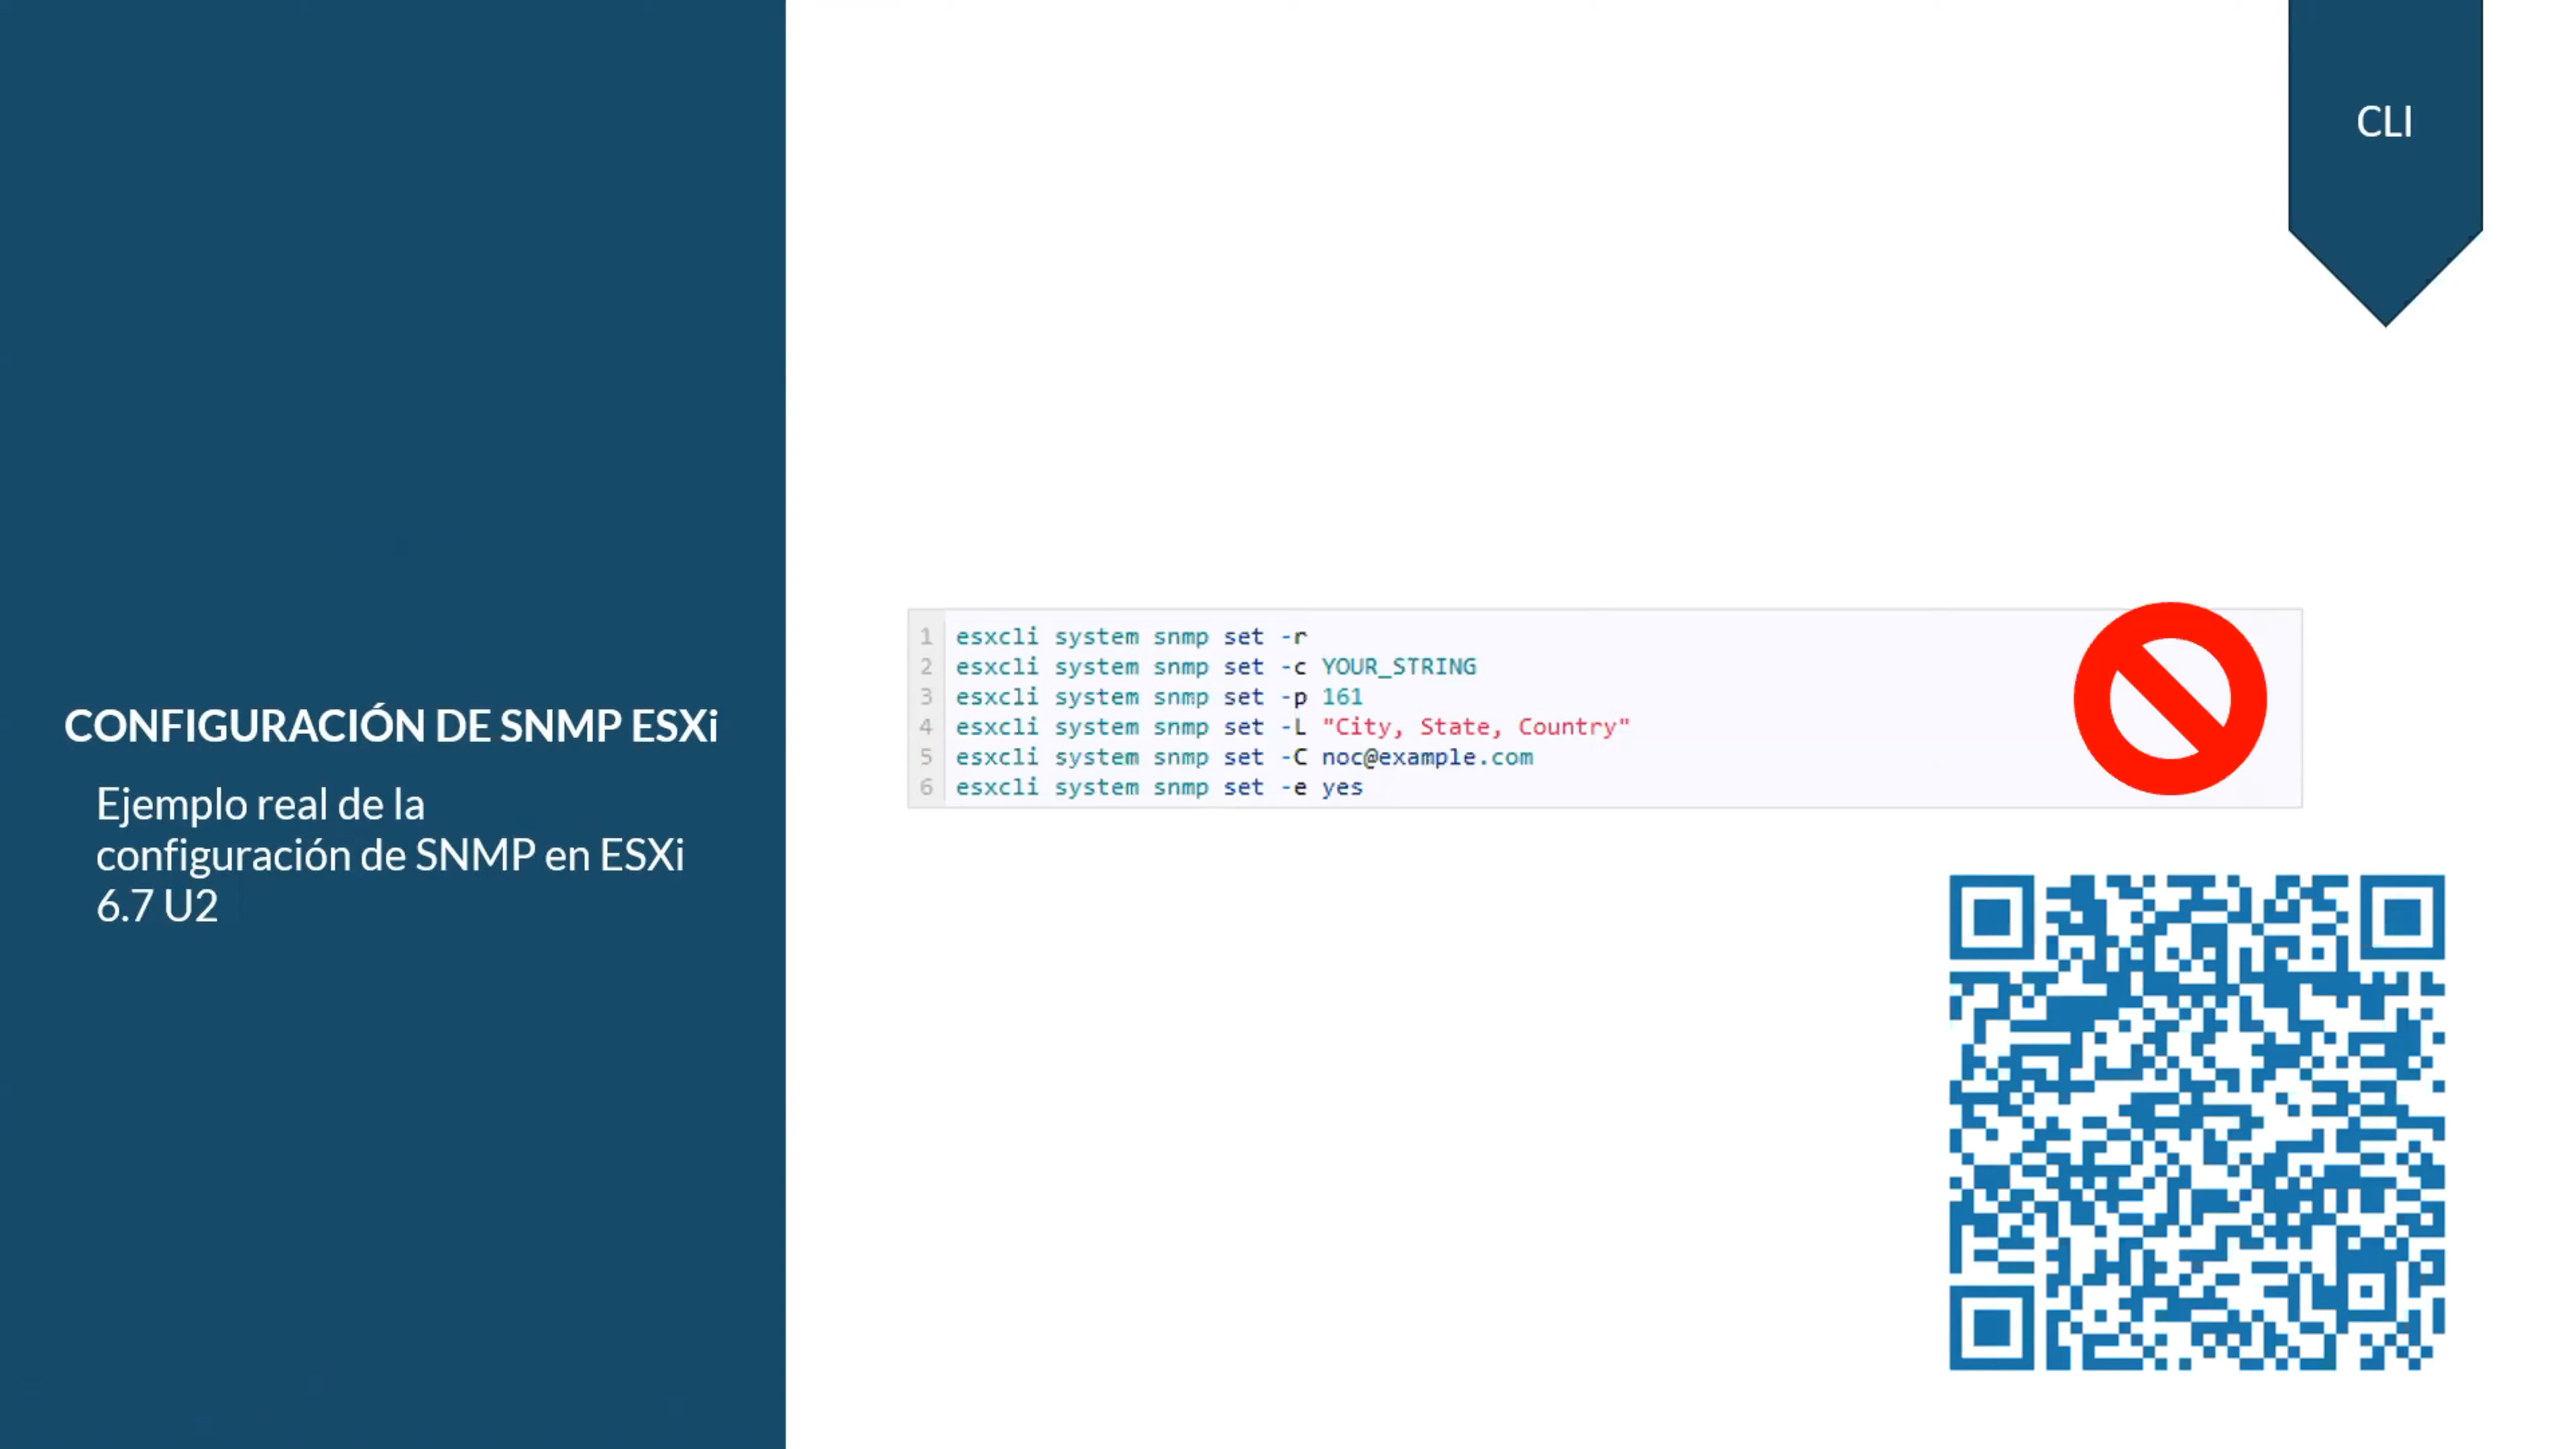 CLI
CONFIGURACIÓN DE SNMP ESXi
Ejemplo real de la
configuración de SNMP en ESXi
6.7 U2
1 esxcli system snmp set -r
2 esxcli system snmp set -c YOUR_STRING
3 esxcli system snmp set -p 161
4 esxcli system snmp set -L "City, State, Country"
5 esxcli system snmp set -C noc@example.com
6 esxcli system snmp set -e yes